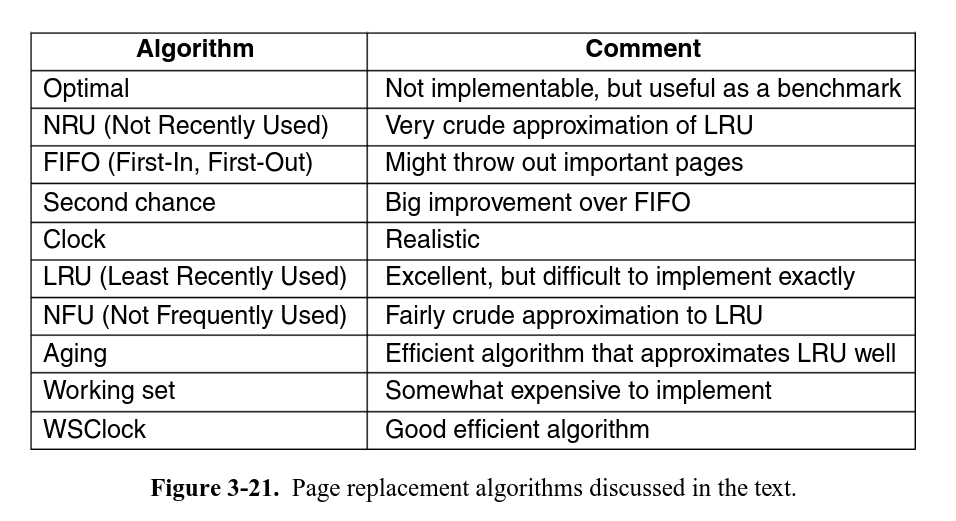 Algorithm Comment
Optimal Not implementable, but useful as a benchmark
NRU (Not Recently Used) Very crude approximation of LRU
FIFO (First-In, First-Out) Might throw out important pages
Second chance Big improvement over FIFO
Clock Realistic
LRU (Least Recently Used) Excellent, but difficult to implement exactly
NFU (Not Frequently Used) Fairly crude approximation to LRU
Aging Efficient algorithm that approximates LRU well
Working set Somewhat expensive to implement
WSClock Good efficient algorithm
Figure 3-21. Page replacement algorithms discussed in the text.